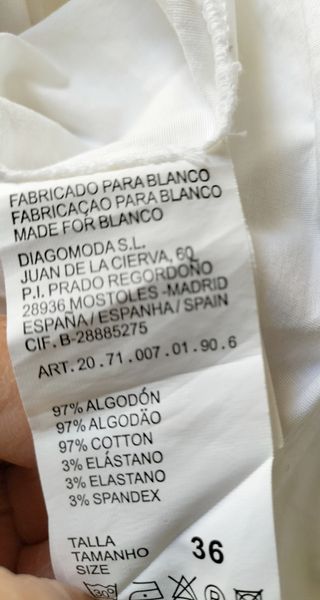 FABRICADO PARA BLANCO
FABRICAÇAO PARA BLANCO
MADE FOR BLANCO
DIAGOMODA S.L.
JUAN DE LA CIERVA, 60
P.I. PRADO REGORDOÑO
28936 MOSTOLES-MADRID
ESPAÑA/ESPANHA/SPAIN
CIF. B-28885275
ART. 20.71.007.01.90.6
97% ALGODÓN
97% ALGODÃO
97% COTTON
3% ELÁSTANO
3% ELASTANO
3% SPANDEX
TALLA
TAMANHO 36
SIZE
30°
P